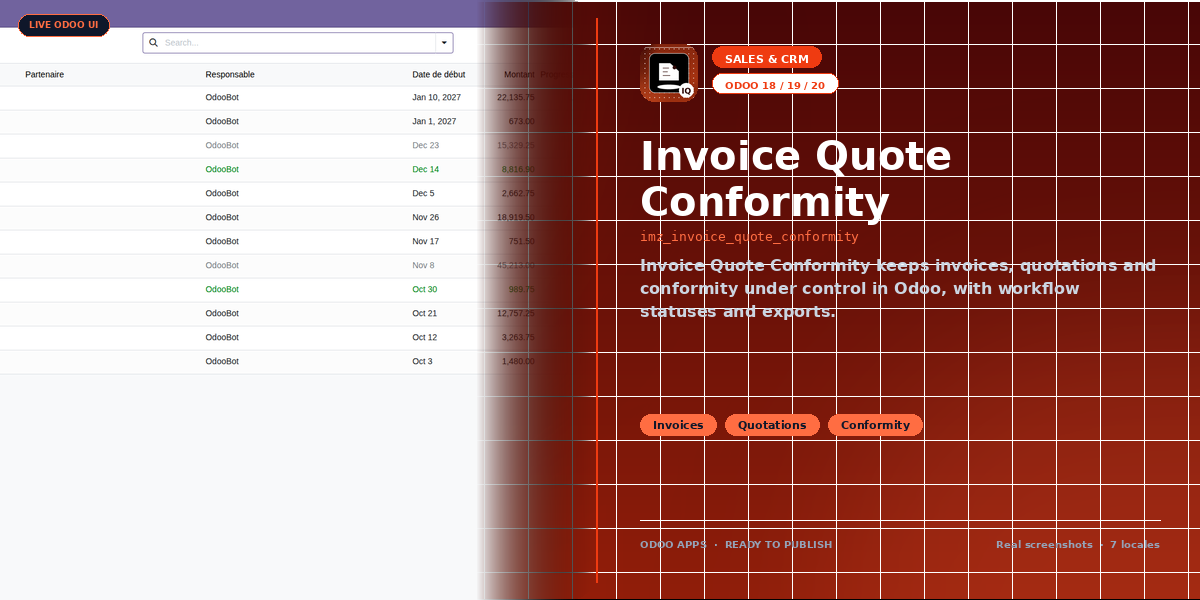 LIVE ODOO UI
Search...
Partenaire Responsable Date de début Montant
OdooBot Jan 10, 2027 22,135.75
OdooBot Jan 1, 2027 673.00
OdooBot Dec 23 15,329.25
OdooBot Dec 14 8,816.90
OdooBot Dec 5 2,662.75
OdooBot Nov 26 18,919.50
OdooBot Nov 17 751.50
OdooBot Nov 8
OdooBot Oct 30 989.75
OdooBot Oct 21 12,757.25
OdooBot Oct 12 3,263.75
OdooBot Oct 3 1,480.00
IQ
SALES & CRM
ODOO 18 / 19 / 20
Invoice Quote
Conformity
imz_invoice_quote_conformity
Invoice Quote Conformity keeps invoices, quotations and
conformity under control in Odoo, with workflow
statuses and exports.
Invoices Quotations Conformity
ODOO APPS · READY TO PUBLISH
Real screenshots · 7 locales